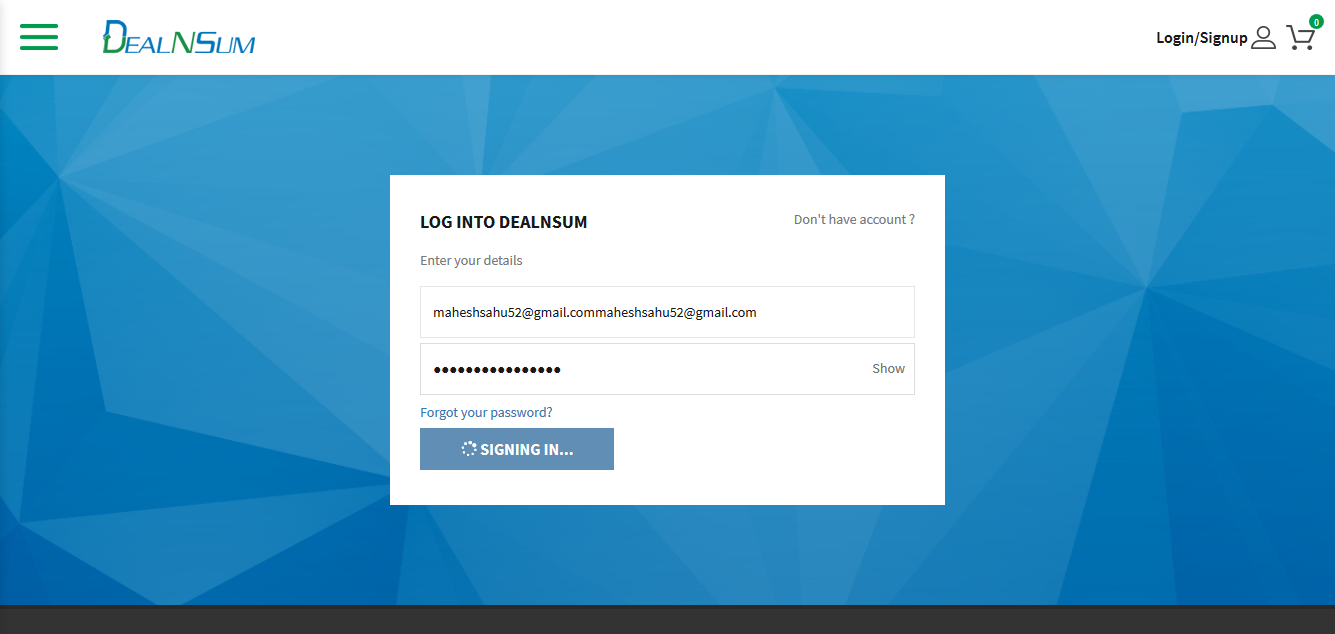 DEALNSUM
Login/Signup
0
LOG INTO DEALNSUM
Don't have account ?
Enter your details
maheshsahu52@gmail.commaheshsahu52@gmail.com
••••••••••••••••
Show
Forgot your password?
SIGNING IN...